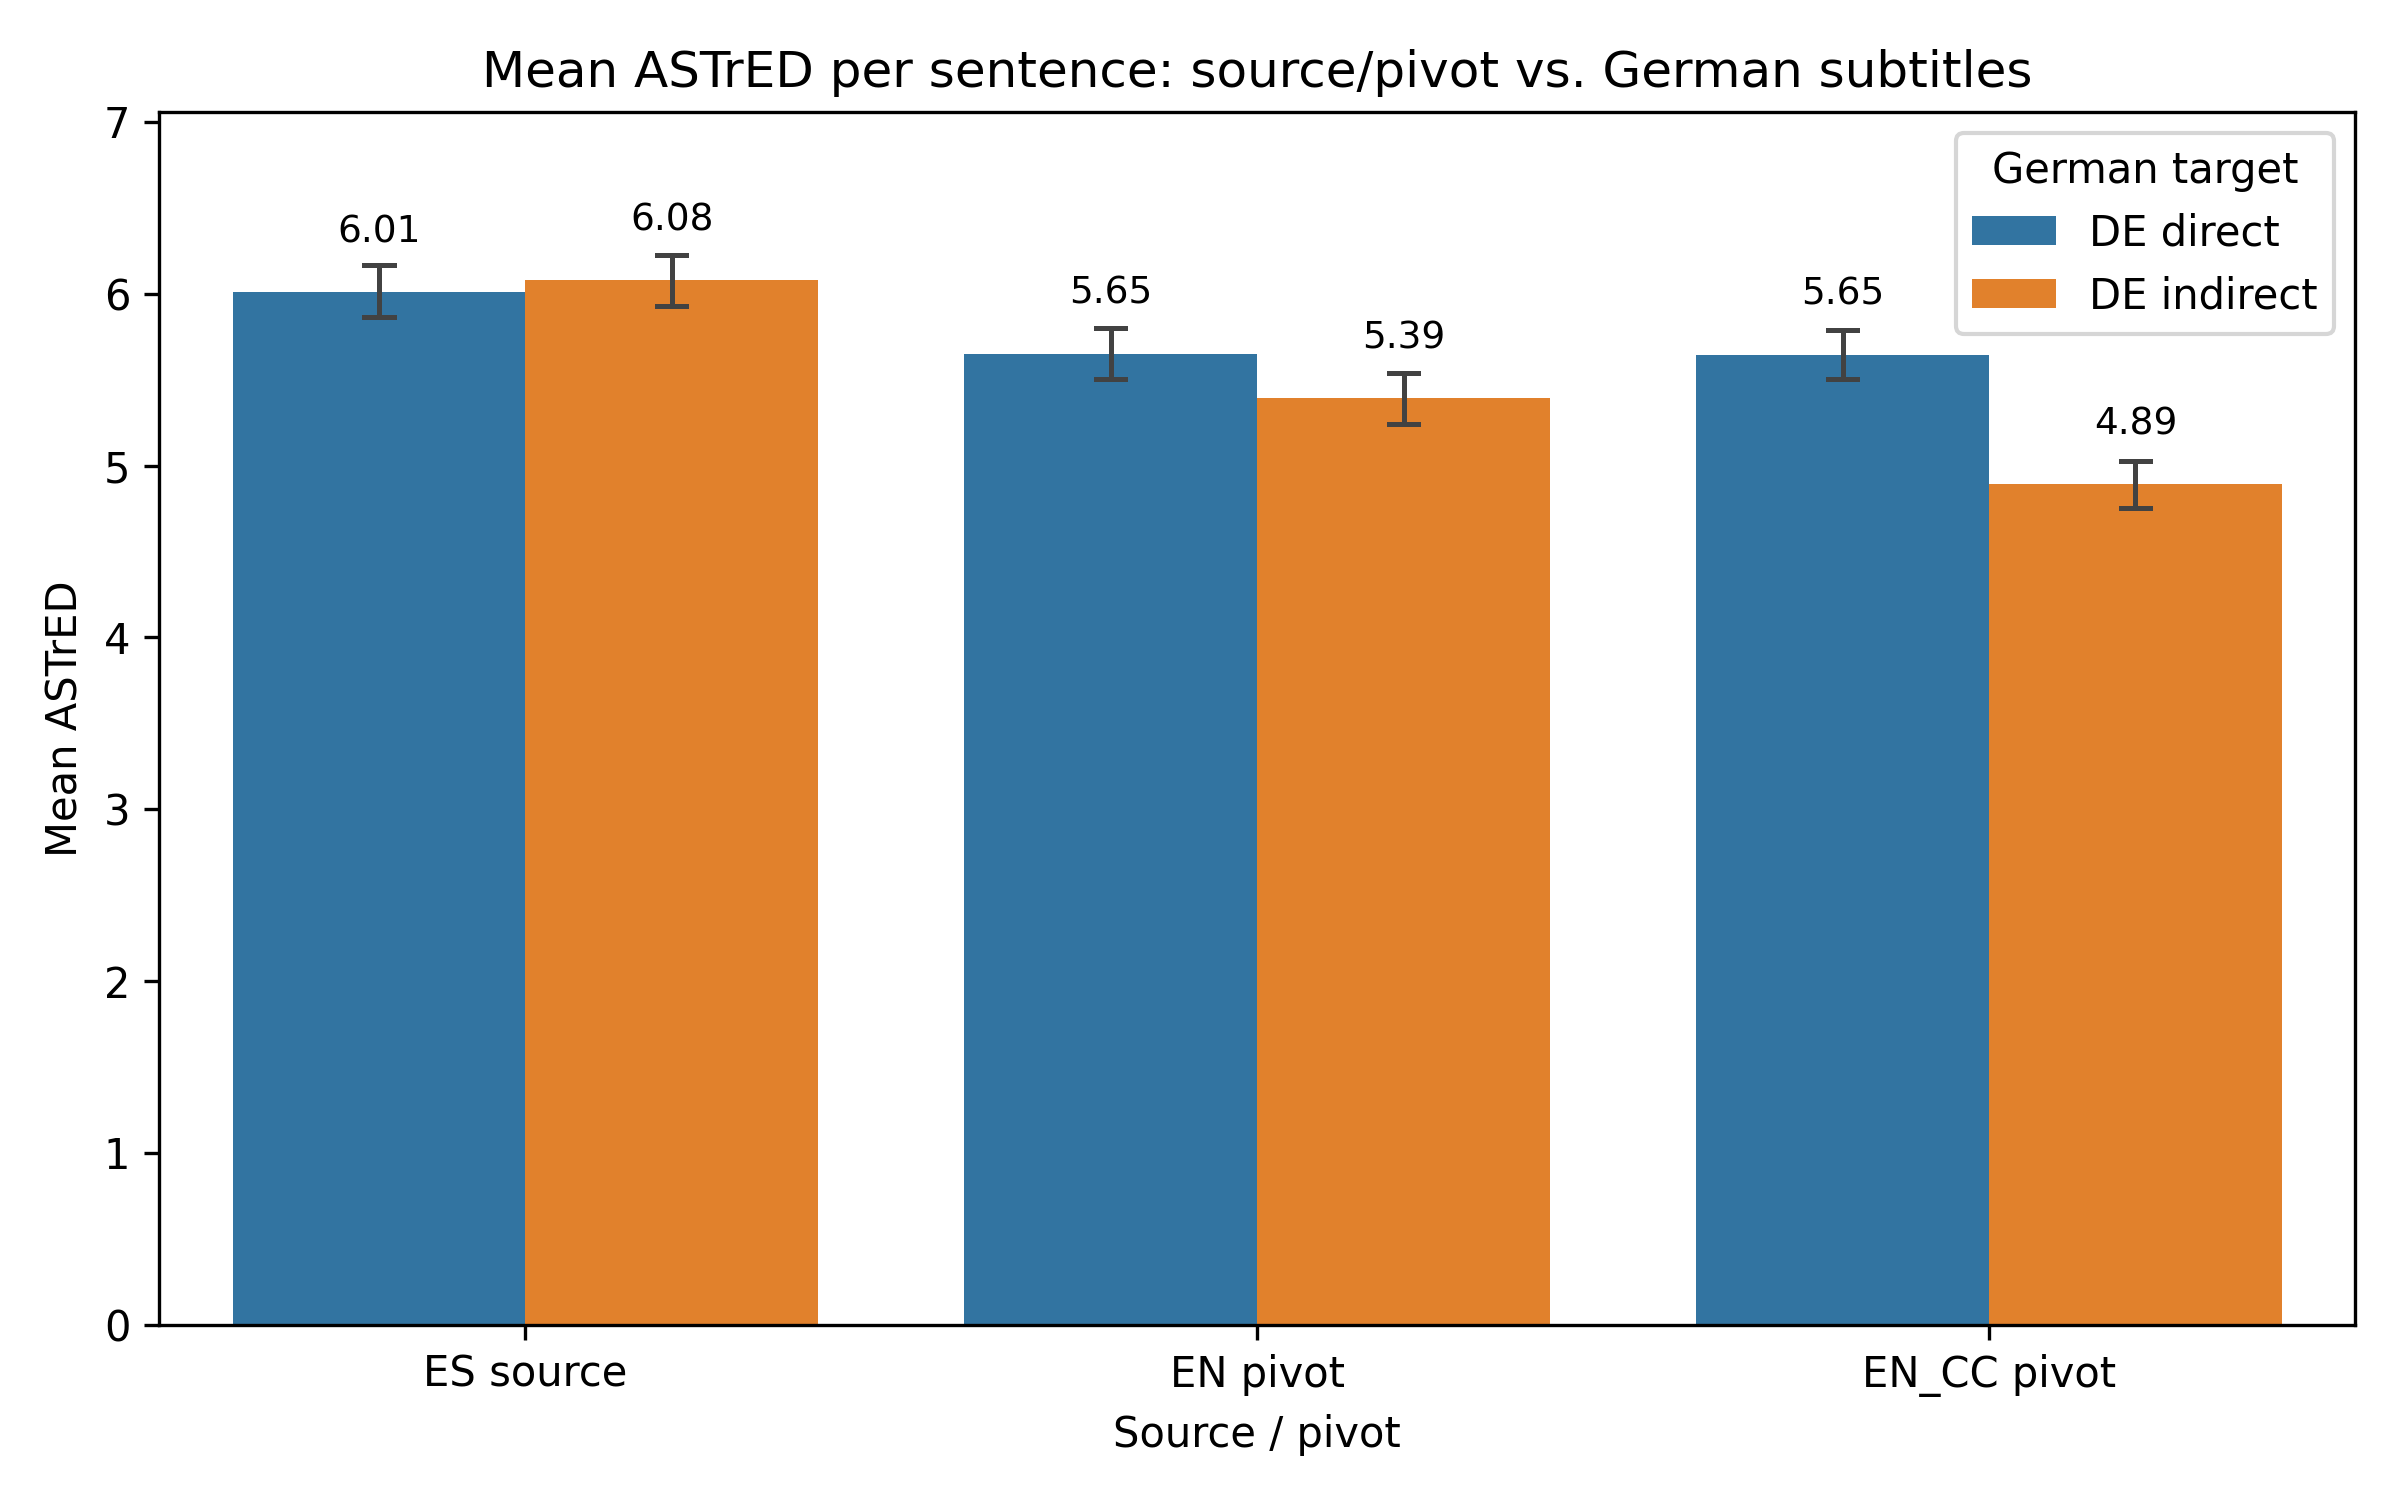 Mean ASTrED per sentence: source/pivot vs. German subtitles
German target
DE direct
DE indirect
Mean ASTrED
7
6
5
4
3
2
1
0
6.01
6.08
5.65
5.39
5.65
4.89
ES source
EN pivot
EN_CC pivot
Source / pivot